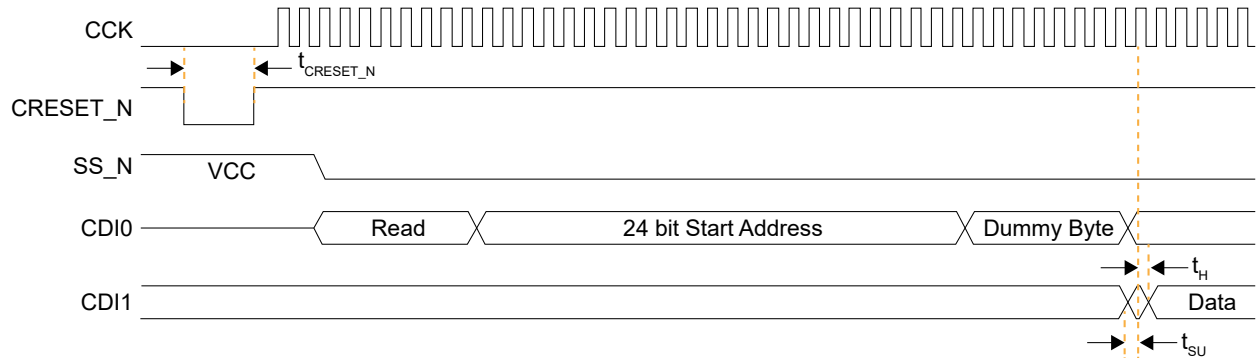 CCK
tCRESET_N
CRESET_N
SS_N
VCC
CDI0
Read
24 bit Start Address
Dummy Byte
tH
CDI1
Data
tSU